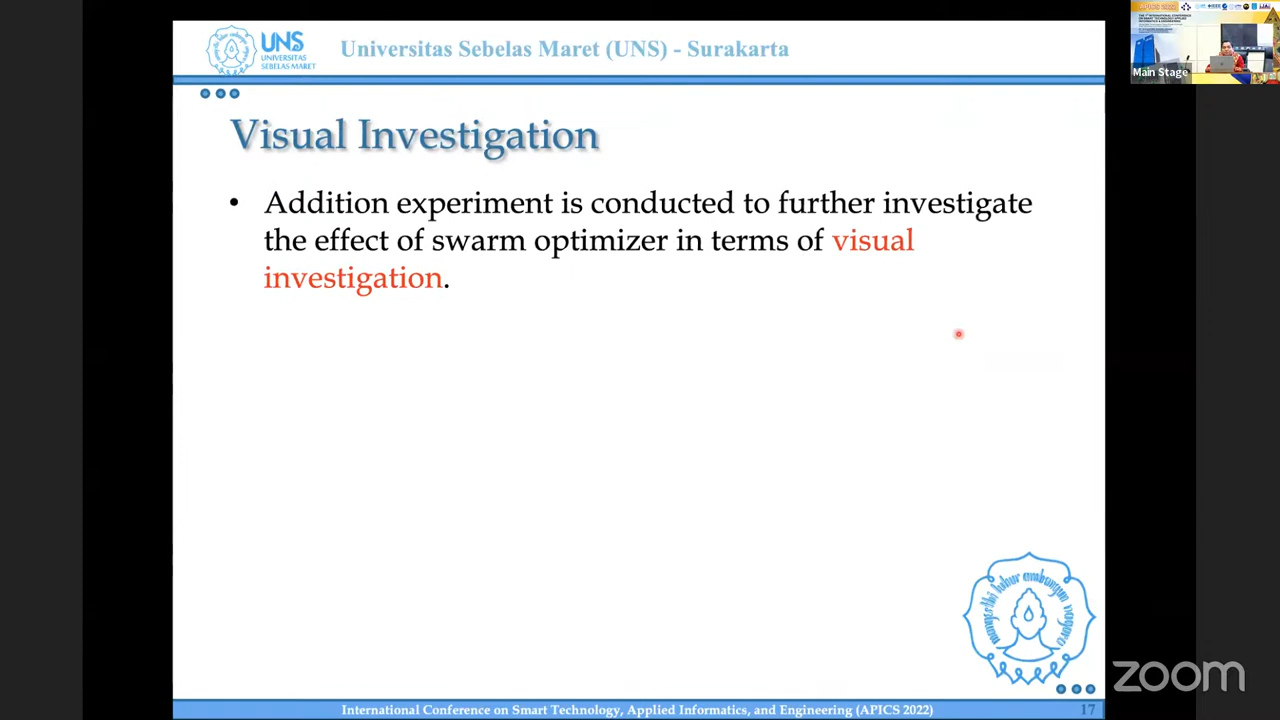 UNS
UNIVERSITAS
SEBELAS MARET
Universitas Sebelas Maret (UNS) - Surakarta
Main Stage
Visual Investigation
• Addition experiment is conducted to further investigate
the effect of swarm optimizer in terms of visual
investigation.
zoom
International Conference on Smart Technology, Applied Informatics, and Engineering (APICS 2022)
17